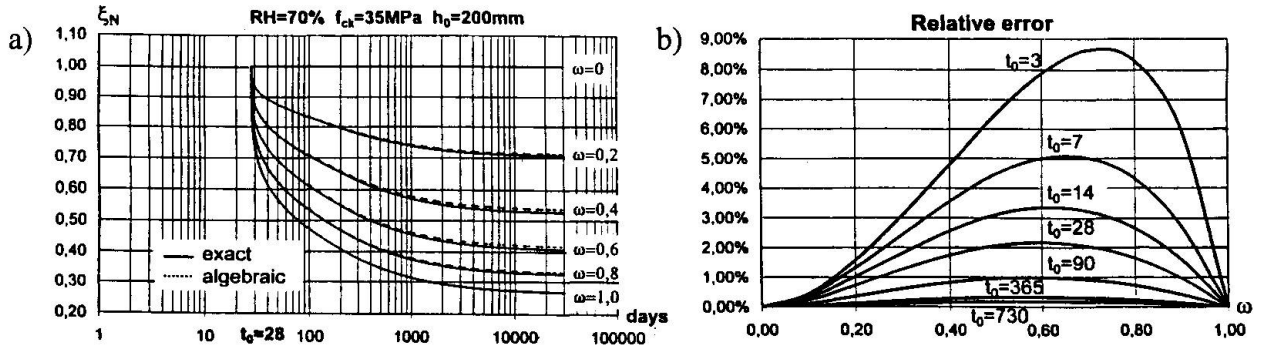 a)
ξN
RH=70% fck=35MPa h0=200mm
1,10
1,00
0,90
0,80
0,70
0,60
0,50
0,40
0,30
0,20
ω=0
ω=0,2
ω=0,4
ω=0,6
ω=0,8
ω=1,0
exact
algebraic
days
1
10
t0=28
100
1000
10000
100000
b)
Relative error
9,00%
8,00%
7,00%
6,00%
5,00%
4,00%
3,00%
2,00%
1,00%
0,00%
t0=3
t0=7
t0=14
t0=28
t0=90
t0=365
t0=730
ω
0,00
0,20
0,40
0,60
0,80
1,00